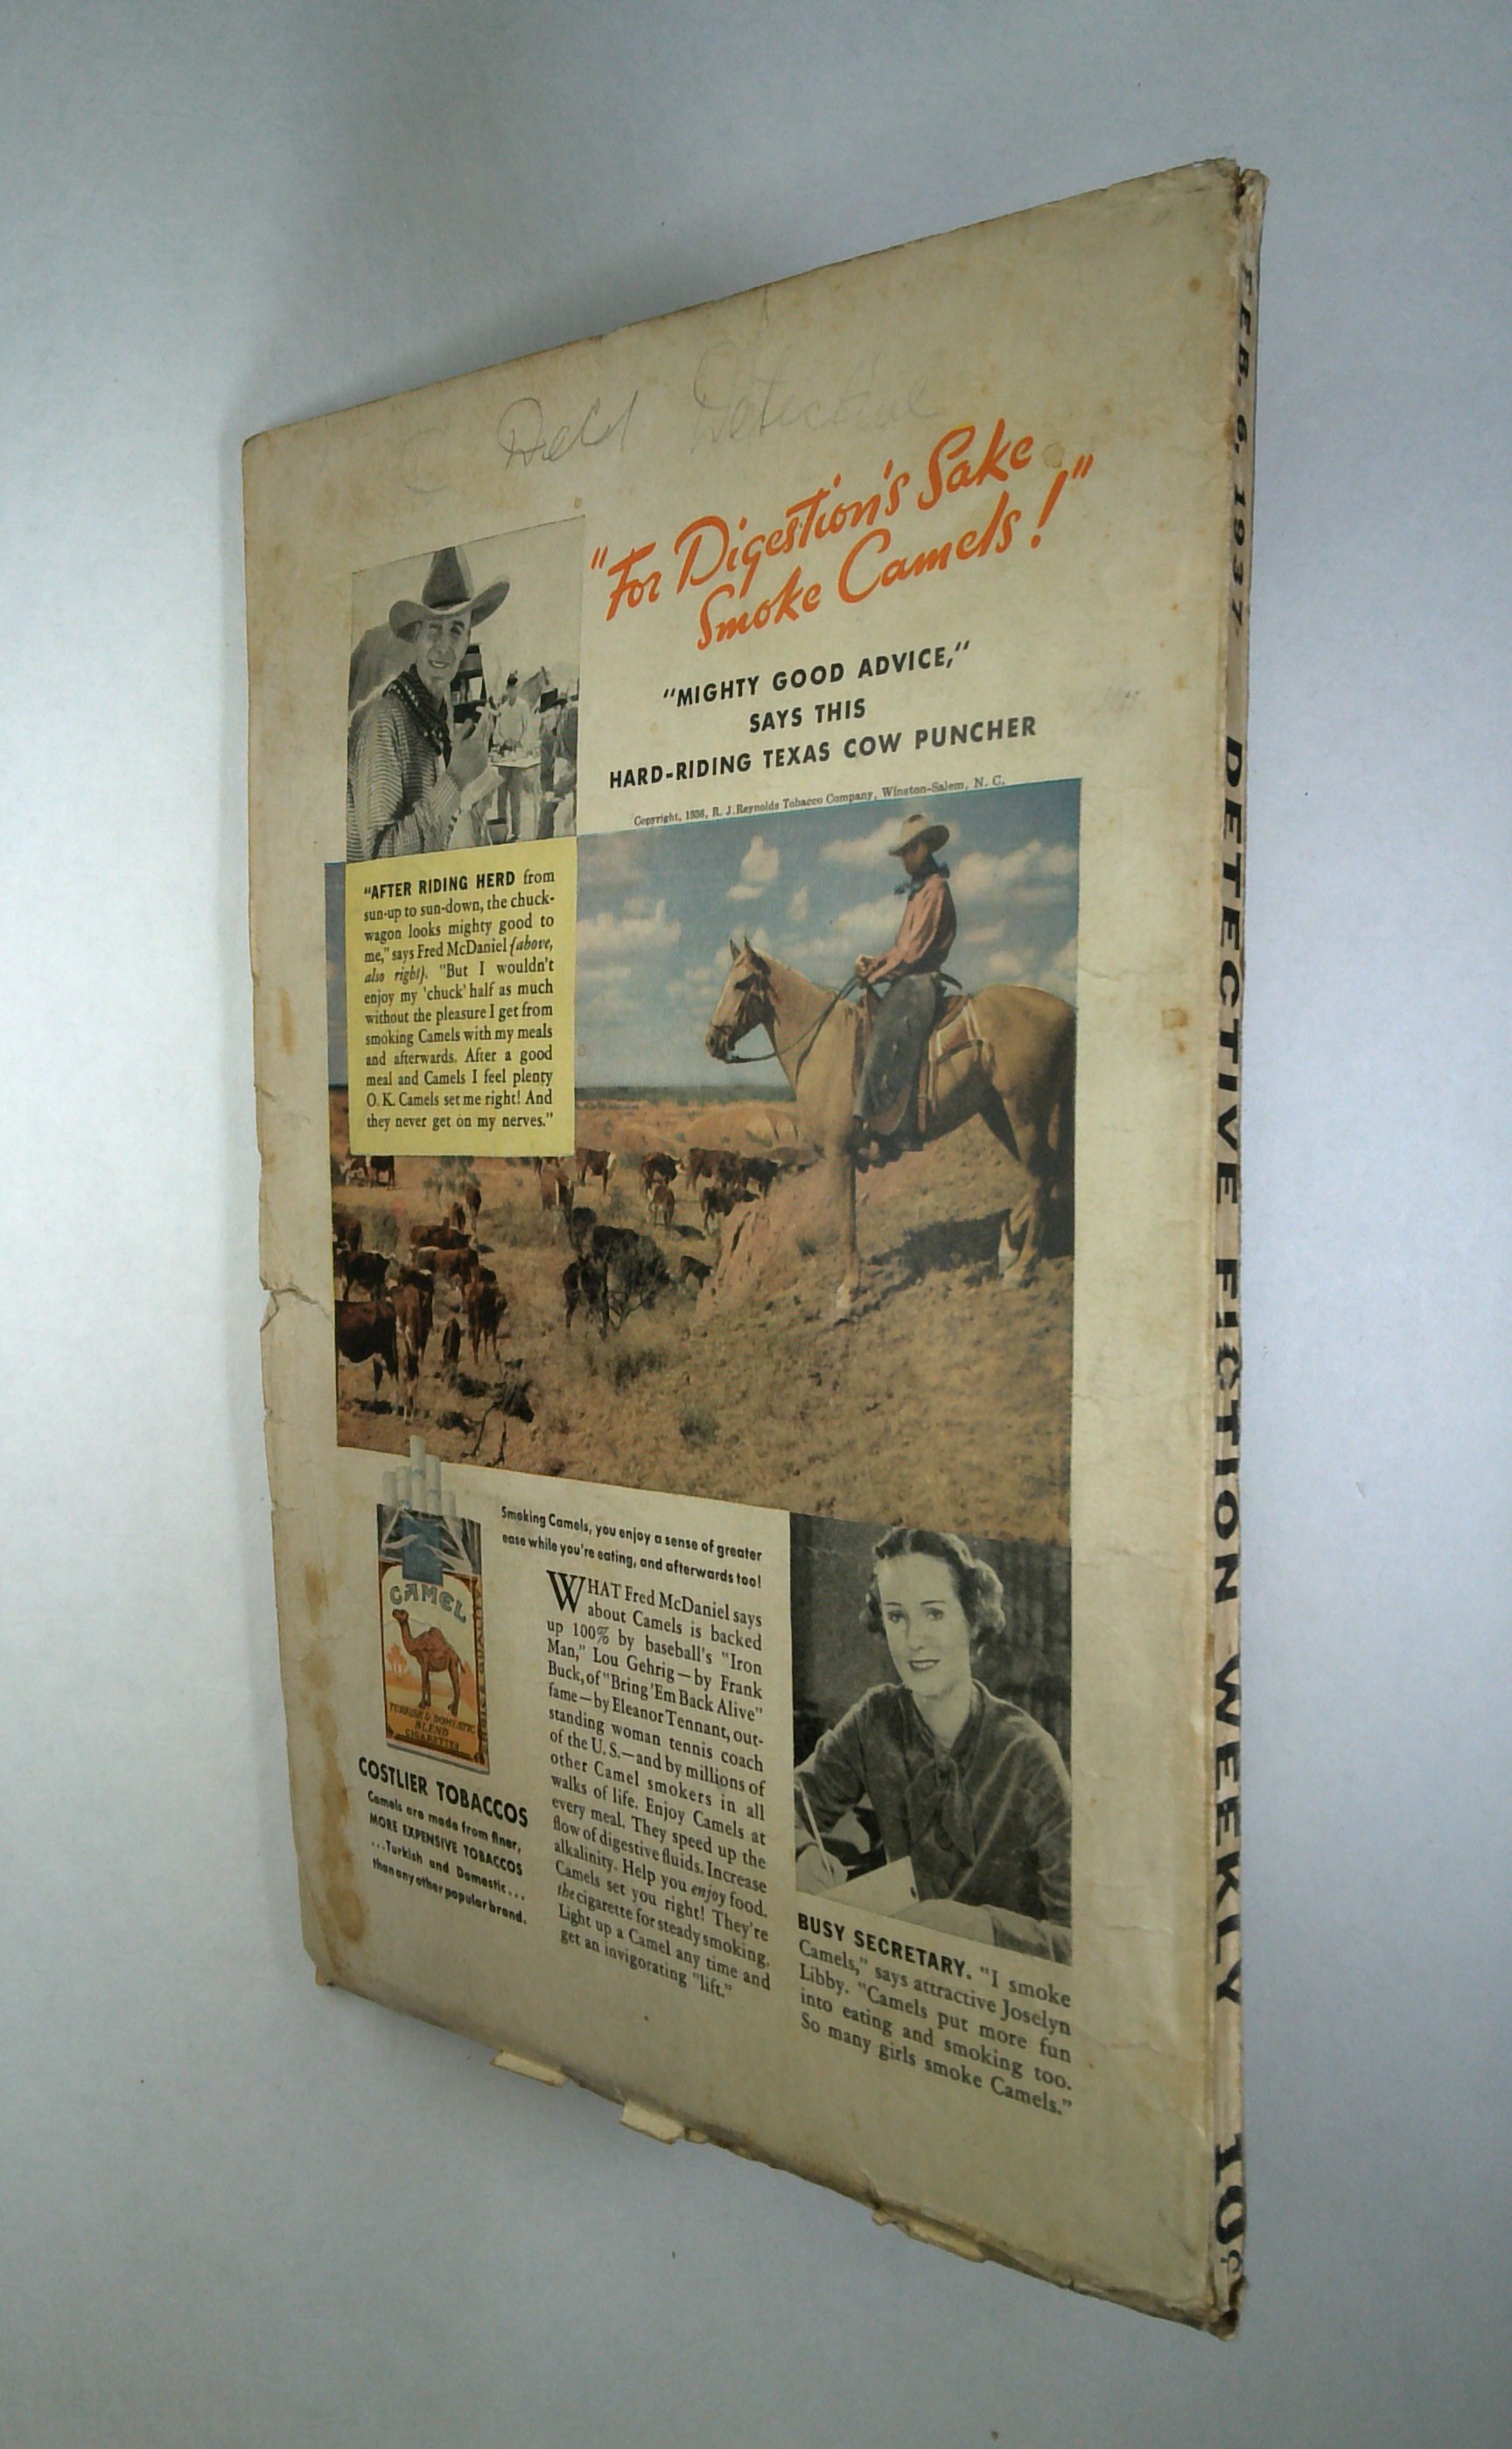 Detective
"For Digestion's Sake
Smoke Camels!"
"MIGHTY GOOD ADVICE,"
SAYS THIS
HARD-RIDING TEXAS COW PUNCHER
Copyright, 1936, R. J. Reynolds Tobacco Company, Winston-Salem, N. C.
"AFTER RIDING HERD from
sun-up to sun-down, the chuck-
wagon looks mighty good to
me," says Fred McDaniel (above,
also right). "But I wouldn't
enjoy my 'chuck' half as much
without the pleasure I get from
smoking Camels with my meals
and afterwards. After a good
meal and Camels I feel plenty
O. K. Camels set me right! And
they never get on my nerves."
CAMEL
TURKISH & DOMESTIC
BLEND
CIGARETTES
COSTLIER TOBACCOS
Camels are made from finer,
MORE EXPENSIVE TOBACCOS
...Turkish and Domestic...
than any other popular brand.
Smoking Camels, you enjoy a sense of greater
ease while you're eating, and afterwards too!
WHAT Fred McDaniel says
about Camels is backed
up 100% by baseball's "Iron
Man," Lou Gehrig—by Frank
Buck, of "Bring 'Em Back Alive"
fame—by Eleanor Tennant, out-
standing woman tennis coach
of the U. S.—and by millions of
other Camel smokers in all
walks of life. Enjoy Camels at
every meal. They speed up the
flow of digestive fluids. Increase
alkalinity. Help you enjoy food.
Camels set you right! They're
the cigarette for steady smoking.
Light up a Camel any time and
get an invigorating "lift."
BUSY SECRETARY. "I smoke
Camels," says attractive Joselyn
Libby. "Camels put more fun
into eating and smoking too.
So many girls smoke Camels."
FEB. 6, 1937 DETECTIVE FICTION WEEKLY 10¢